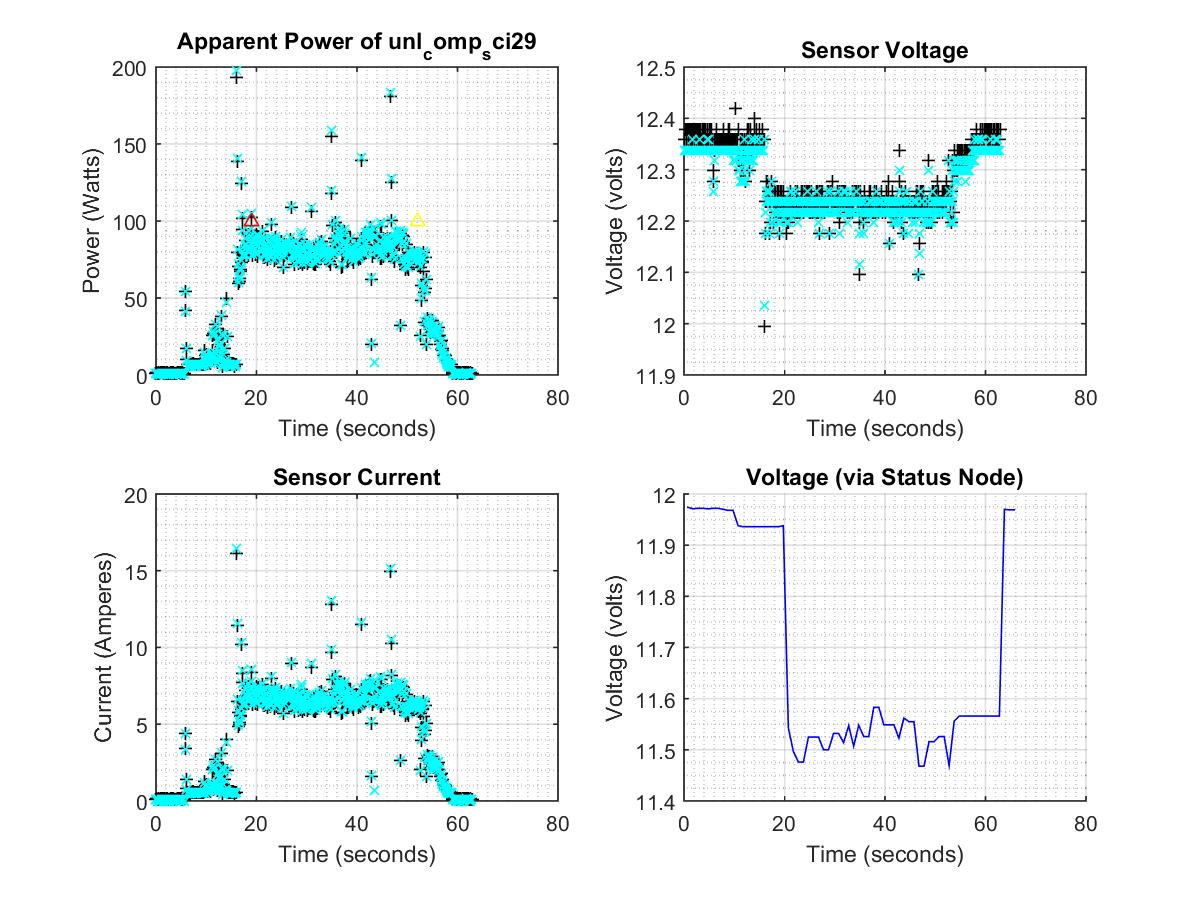 Apparent Power of unl_comp_sci29
200
150
100
50
0
Power (Watts)
0 20 40 60 80
Time (seconds)
Sensor Voltage
12.5
12.4
12.3
12.2
12.1
12
11.9
Voltage (volts)
0 20 40 60 80
Time (seconds)
Sensor Current
20
15
10
5
0
Current (Amperes)
0 20 40 60 80
Time (seconds)
Voltage (via Status Node)
12
11.9
11.8
11.7
11.6
11.5
11.4
Voltage (volts)
0 20 40 60 80
Time (seconds)